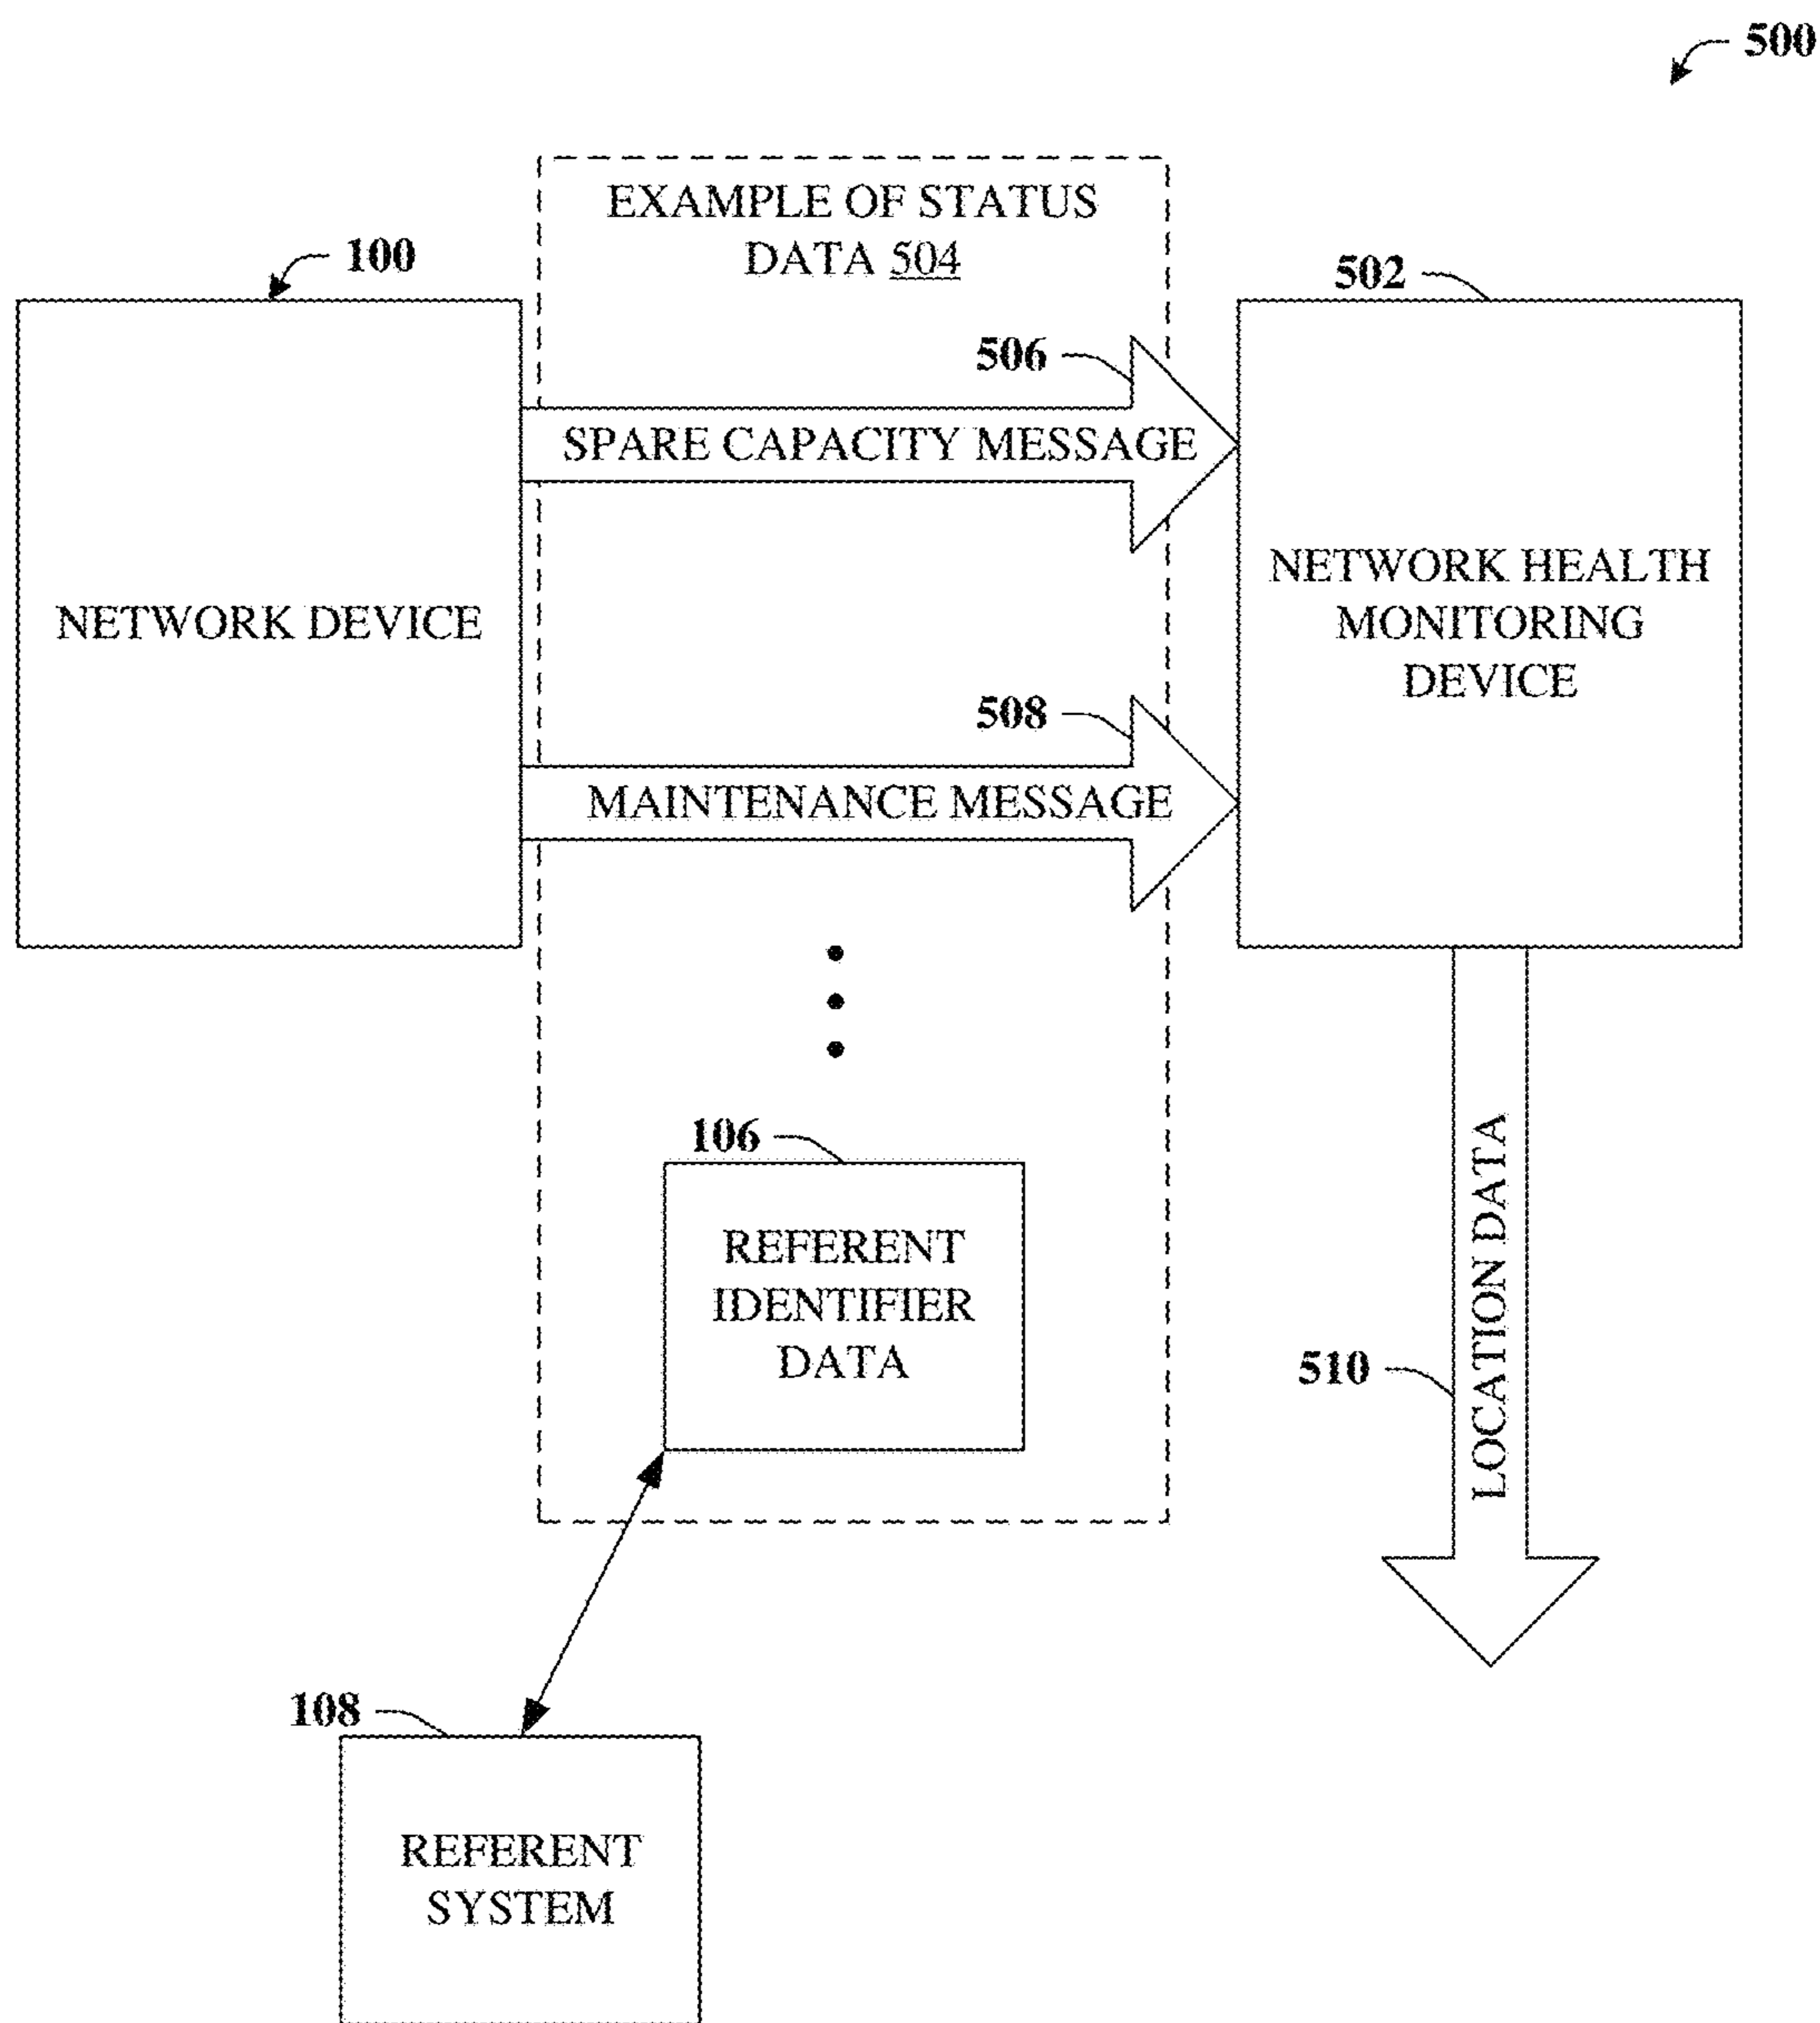 500
EXAMPLE OF STATUS
DATA 504
100
502
506
SPARE CAPACITY MESSAGE
NETWORK DEVICE
NETWORK HEALTH
MONITORING
DEVICE
508
MAINTENANCE MESSAGE
106
REFERENT
IDENTIFIER
DATA
510
LOCATION DATA
108
REFERENT
SYSTEM